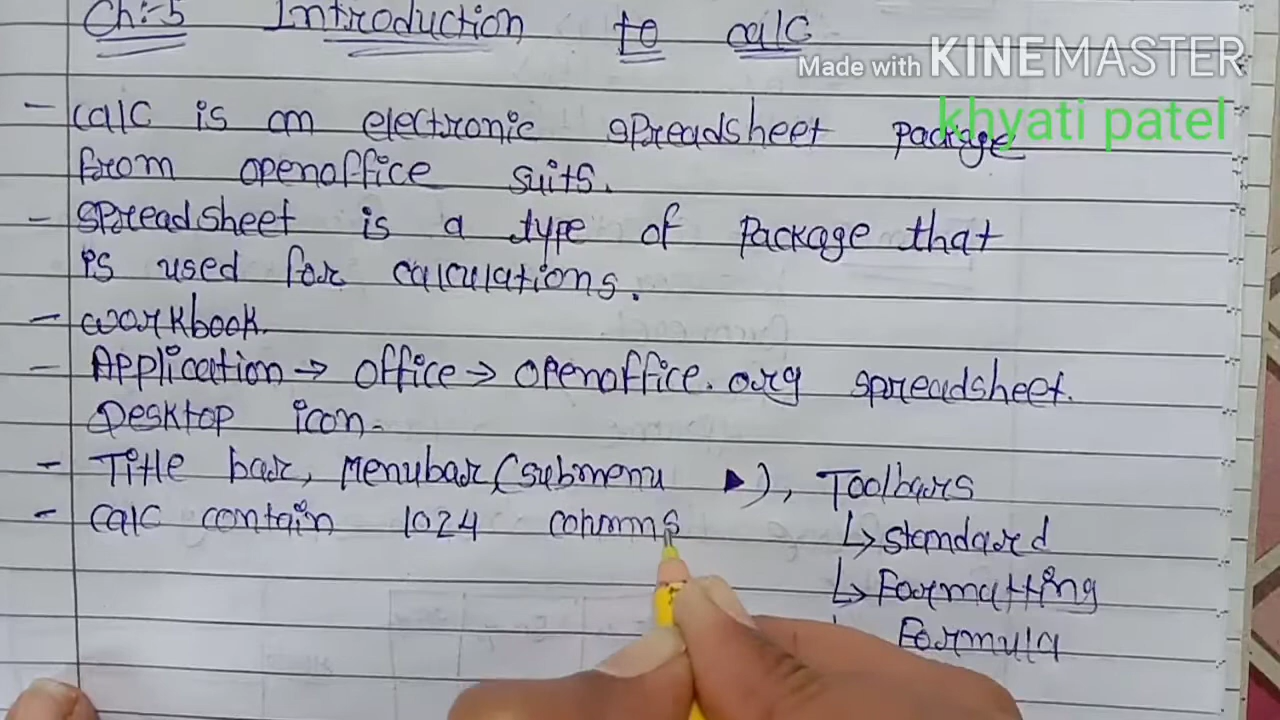 Ch:-5 Introduction to calc
Made with KINEMASTER
khyati patel
- calc is an electronic spreadsheet package
from openoffice suits.
- spreadsheet is a type of package that
is used for calculations.
- workbook.
- Application → office → openoffice.org spreadsheet.
Desktop icon.
- Title bar, Menubar (submenu ▶), Toolbars
- calc contain 1024 columns
↳ standard
↳ Formatting
Formula